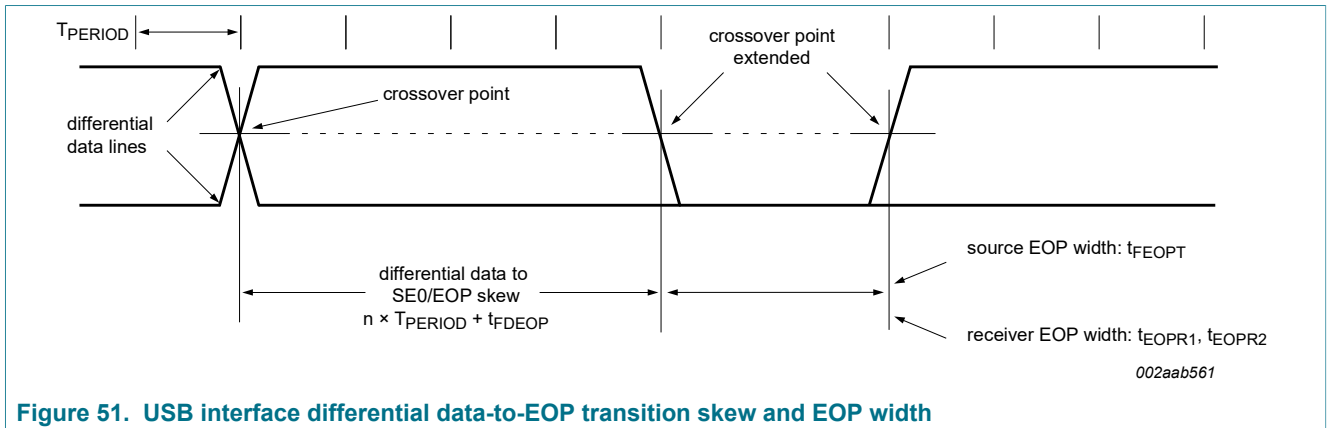 TPERIOD
crossover point
extended
crossover point
differential
data lines
differential data to
SE0/EOP skew
n × TPERIOD + tFDEOP
source EOP width: tFEOPT
receiver EOP width: tEOPR1, tEOPR2
002aab561
Figure 51. USB interface differential data-to-EOP transition skew and EOP width